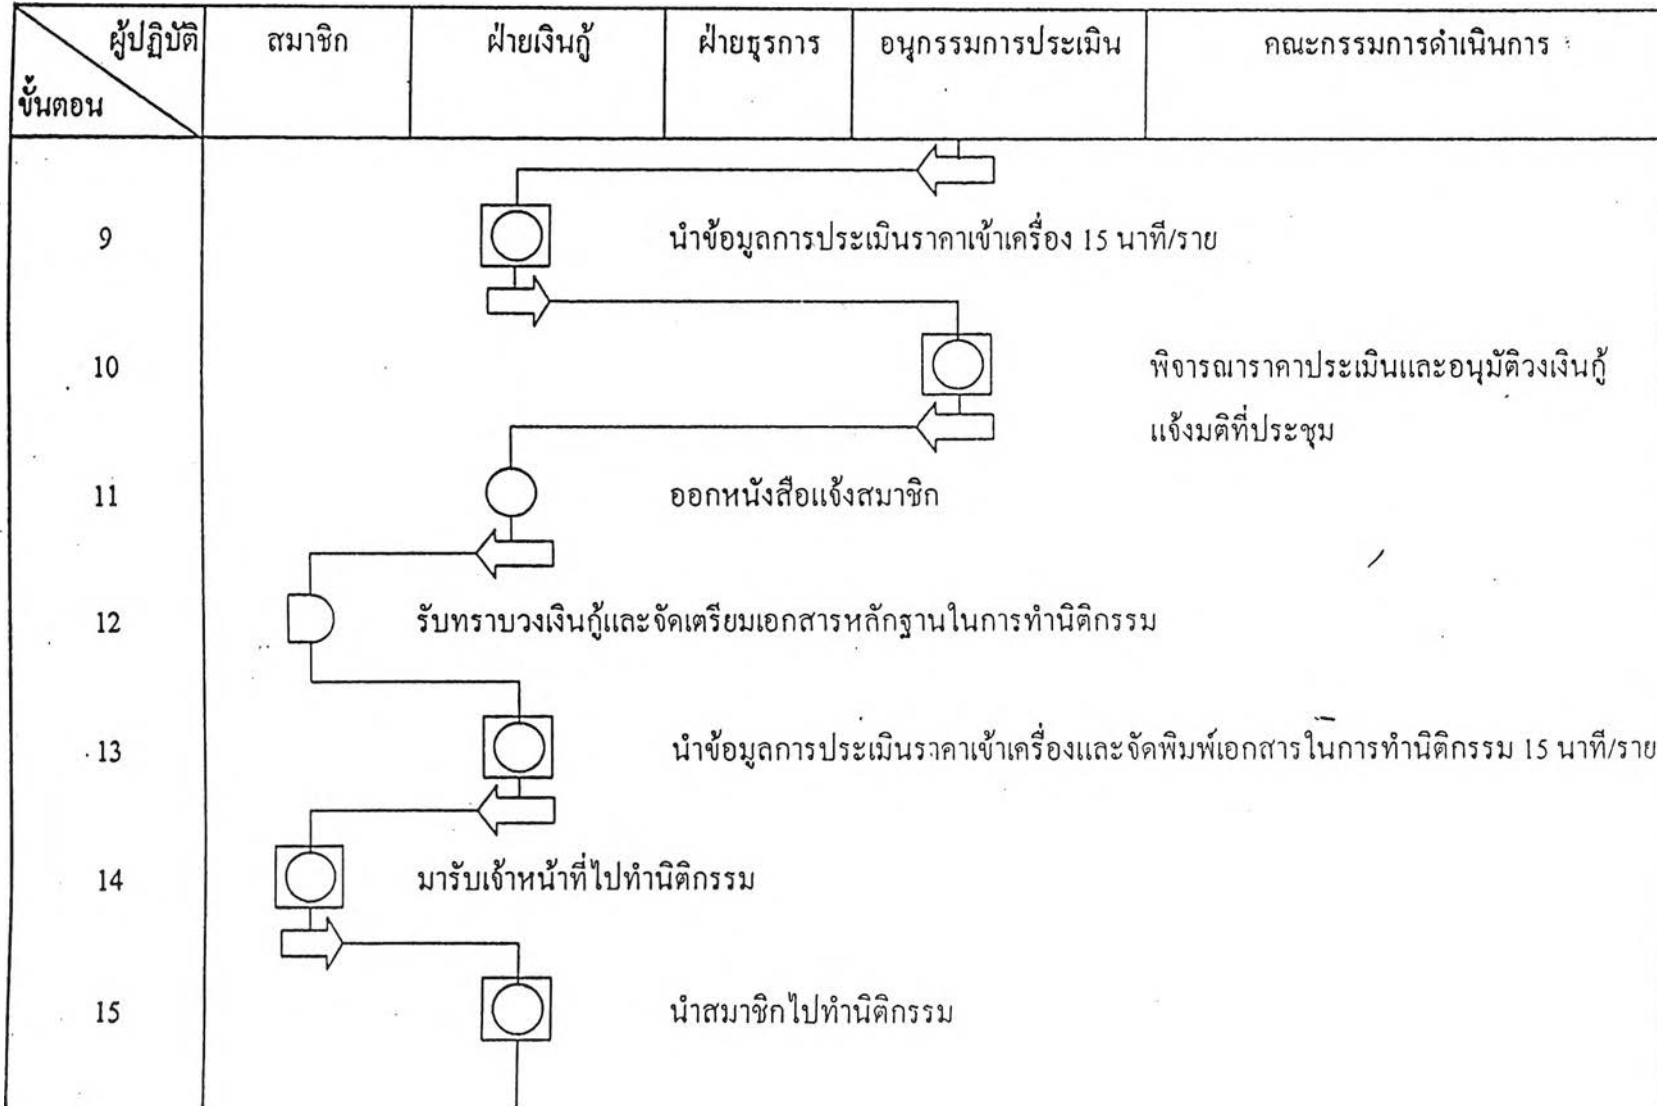 ผู้ปฏิบัติ สมาชิก ฝ่ายเงินกู้ ฝ่ายธุรการ อนุกรรมการประเมิน คณะกรรมการดำเนินการ
ขั้นตอน
9 นำข้อมูลการประเมินราคาเข้าเครื่อง 15 นาที/ราย
10 พิจารณาราคาประเมินและอนุมัติวงเงินกู้
แจ้งมติที่ประชุม
11 ออกหนังสือแจ้งสมาชิก
12 รับทราบวงเงินกู้และจัดเตรียมเอกสารหลักฐานในการทำนิติกรรม
13 นำข้อมูลการประเมินราคาเข้าเครื่องและจัดพิมพ์เอกสารในการทำนิติกรรม 15 นาที/ราย
14 มารับเจ้าหน้าที่ไปทำนิติกรรม
15 นำสมาชิกไปทำนิติกรรม